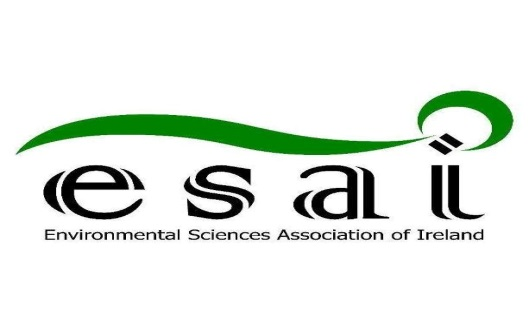 esai
Environmental Sciences Association of Ireland